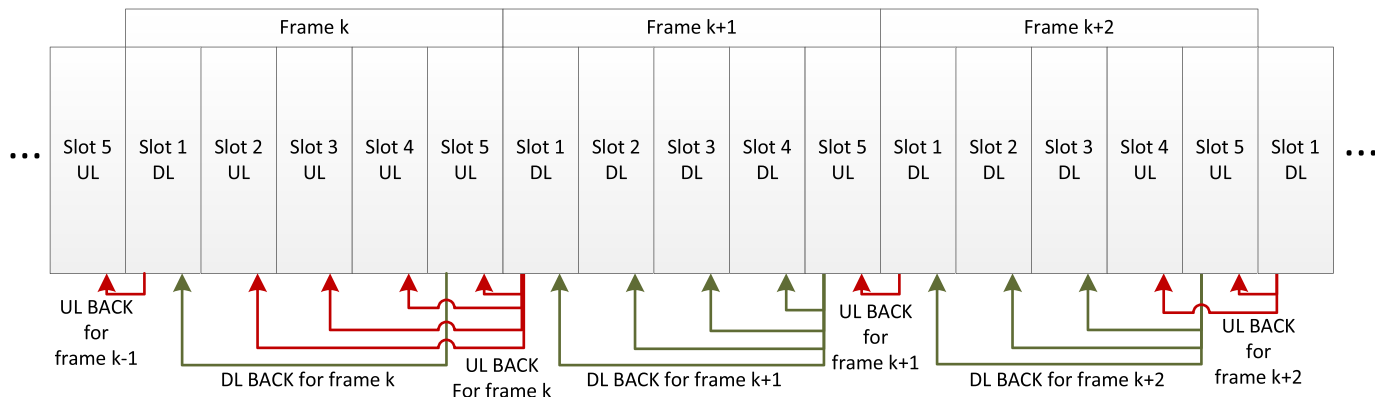 Frame k
Frame k+1
Frame k+2
...
Slot 5
UL
Slot 1
DL
Slot 2
UL
Slot 3
UL
Slot 4
UL
Slot 5
UL
Slot 1
DL
Slot 2
DL
Slot 3
DL
Slot 4
DL
Slot 5
UL
Slot 1
DL
Slot 2
DL
Slot 3
DL
Slot 4
UL
Slot 5
UL
Slot 1
DL
...
UL BACK
for
frame k-1
DL BACK for frame k
UL BACK
For frame k
DL BACK for frame k+1
UL BACK
for
frame k+1
DL BACK for frame k+2
UL BACK
for
frame k+2